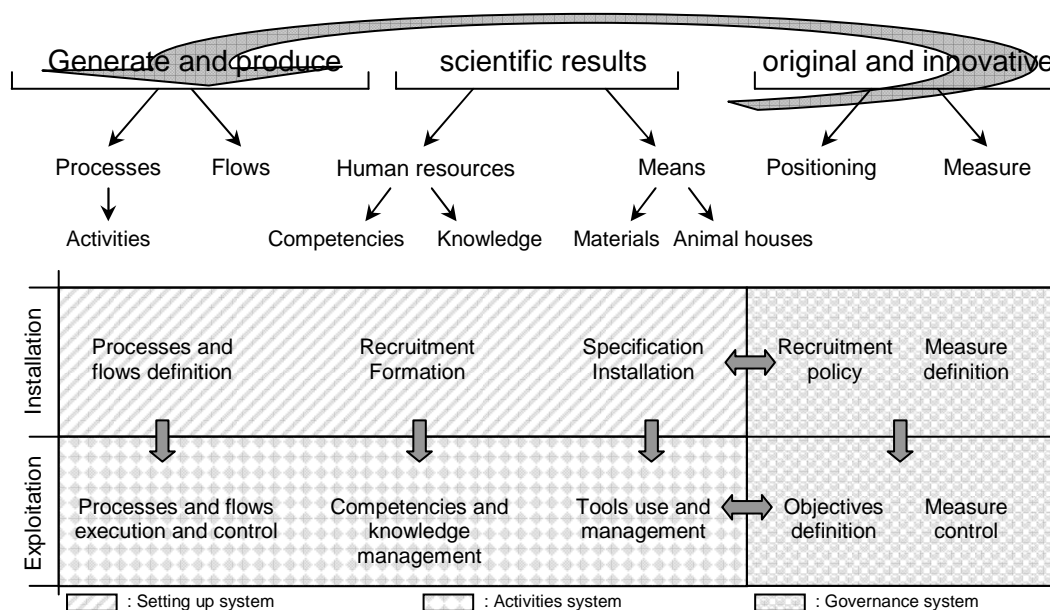 Generate and produce
scientific results
original and innovative
Processes
Flows
Human resources
Means
Positioning
Measure
Activities
Competencies
Knowledge
Materials
Animal houses
Installation
Processes and
flows definition
Recruitment
Formation
Specification
Installation
Recruitment
policy
Measure
definition
Exploitation
Processes and flows
execution and control
Competencies and
knowledge
management
Tools use and
management
Objectives
definition
Measure
control
: Setting up system
: Activities system
: Governance system